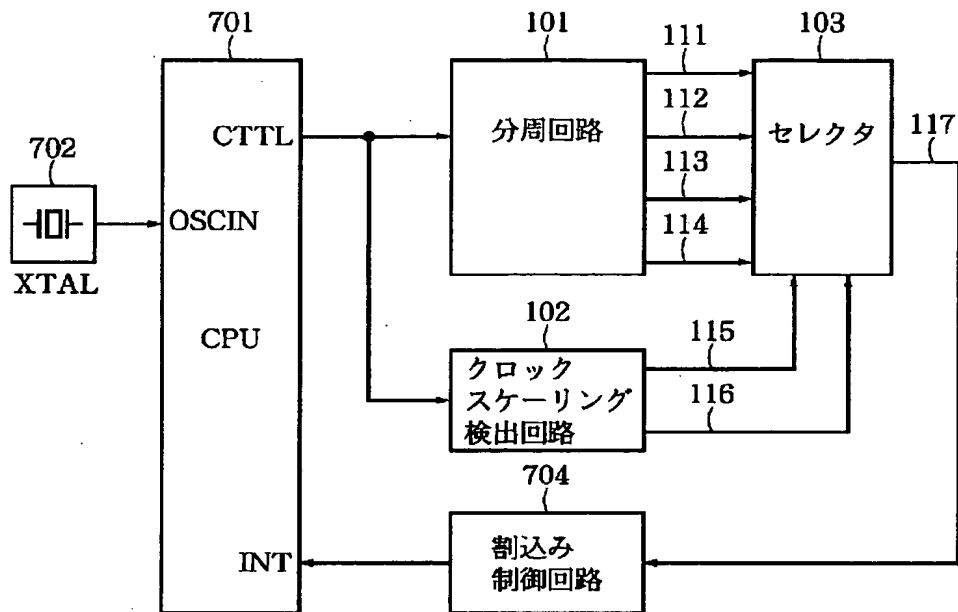 701
101
111
103
112
CTTL
分周回路
セレクタ
117
702
113
114
OSCIN
XTAL
CPU
102
115
クロック
スケーリング
検出回路
116
704
INT
割込み
制御回路